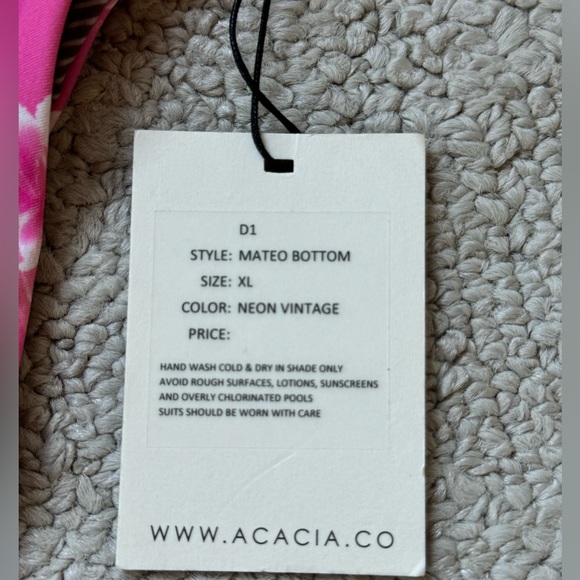 D1
STYLE: MATEO BOTTOM
SIZE: XL
COLOR: NEON VINTAGE
PRICE:
HAND WASH COLD & DRY IN SHADE ONLY
AVOID ROUGH SURFACES, LOTIONS, SUNSCREENS
AND OVERLY CHLORINATED POOLS
SUITS SHOULD BE WORN WITH CARE
WWW.ACACIA.CO